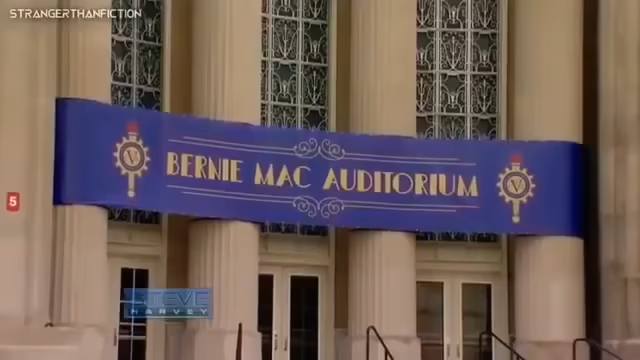 STRANGERTHANFICTION
V BERNIE MAC AUDITORIUM V
5
STEVE
HARVEY